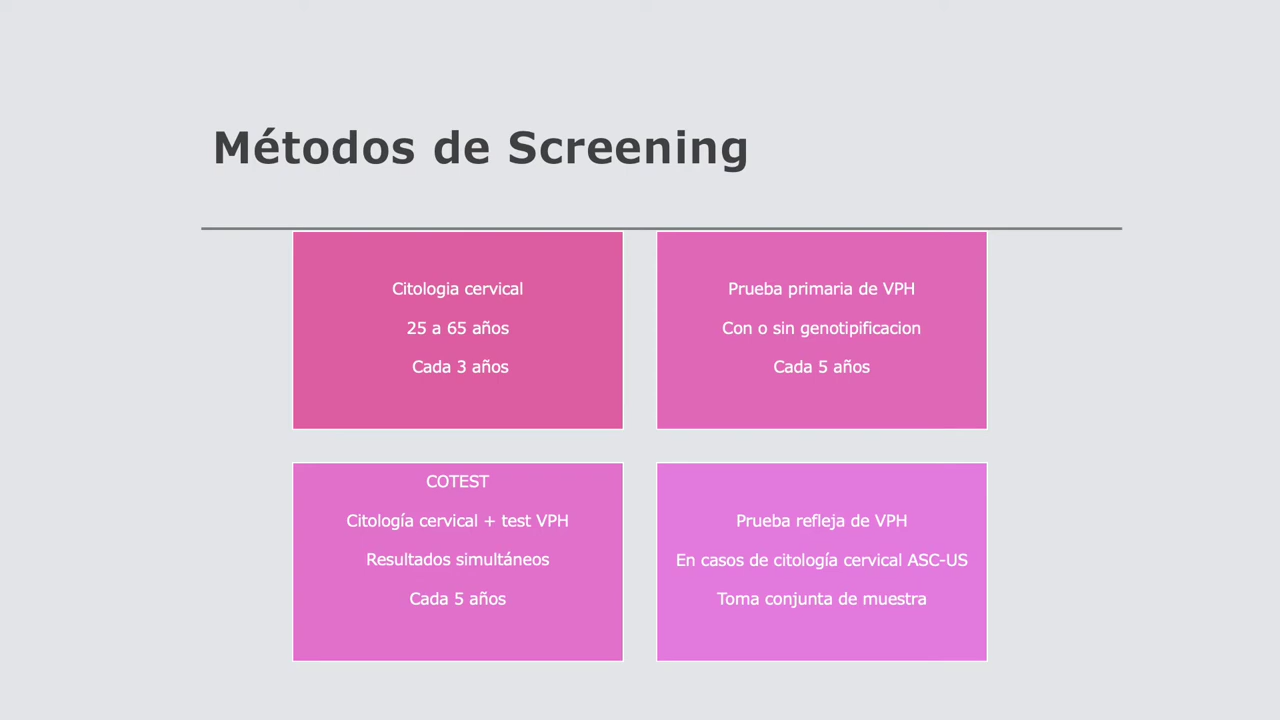 Métodos de Screening
Citologia cervical
25 a 65 años
Cada 3 años
Prueba primaria de VPH
Con o sin genotipificacion
Cada 5 años
COTEST
Citología cervical + test VPH
Resultados simultáneos
Cada 5 años
Prueba refleja de VPH
En casos de citología cervical ASC-US
Toma conjunta de muestra